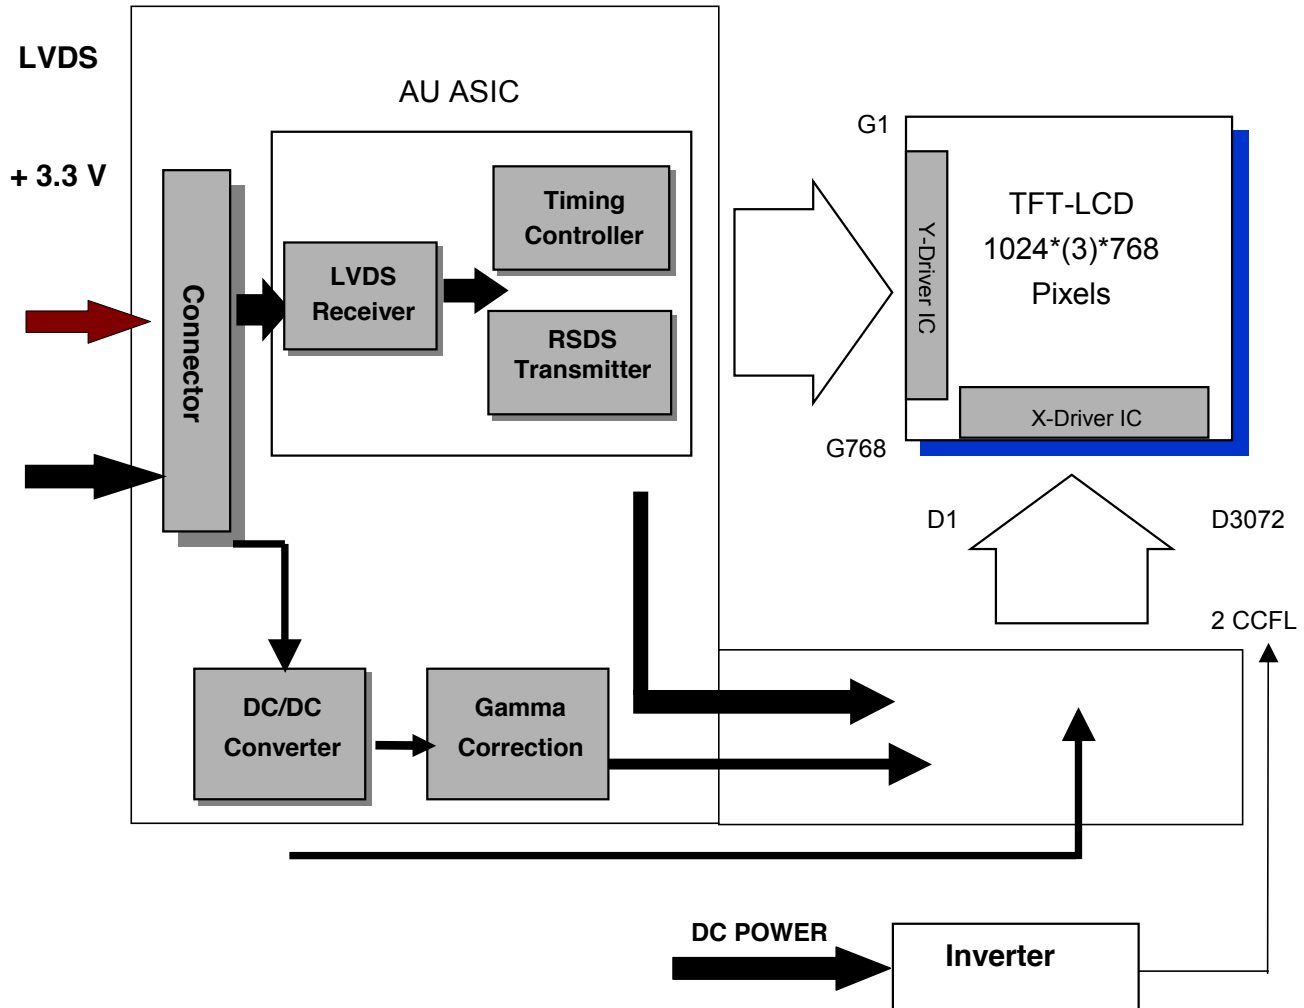 LVDS
AU ASIC
+ 3.3 V
Connector
LVDS
Receiver
Timing
Controller
RSDS
Transmitter
G1
Y-Driver IC
TFT-LCD
1024*(3)*768
Pixels
X-Driver IC
G768
D1
D3072
2 CCFL
DC/DC
Converter
Gamma
Correction
DC POWER
Inverter